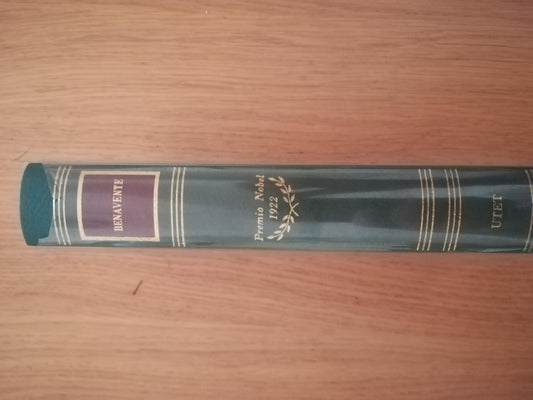 BENAVENTE
Premio Nobel
1922
UTET